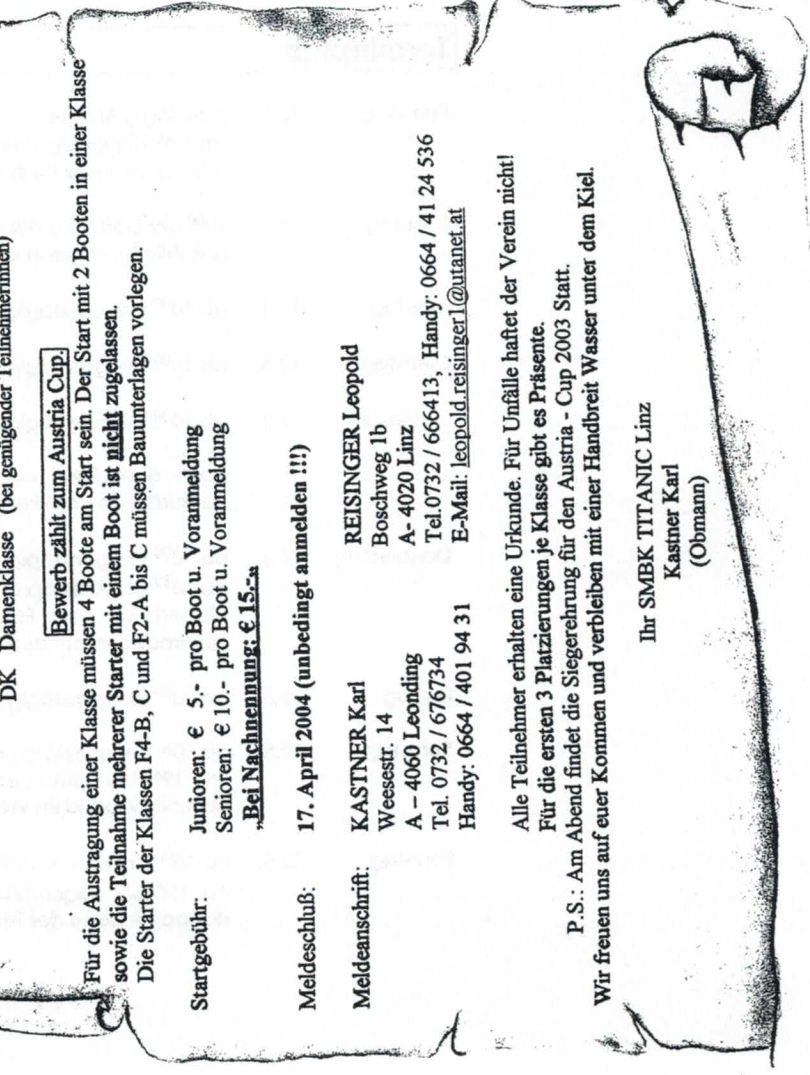 DK Damenklasse (bei genügender Teilnehmerinnen)
Bewerb zählt zum Austria Cup.
Für die Austragung einer Klasse müssen 4 Boote am Start sein. Der Start mit 2 Booten in einer Klasse
sowie die Teilnahme mehrerer Starter mit einem Boot ist nicht zugelassen.
Die Starter der Klassen F4-B, C und F2-A bis C müssen Bauunterlagen vorlegen.
Startgebühr: Junioren: € 5.- pro Boot u. Voranmeldung
Senioren: € 10.- pro Boot u. Voranmeldung
„Bei Nachnennung: € 15.-„
Meldeschluß: 17. April 2004 (unbedingt anmelden !!!)
Meldeanschrift: KASTNER Karl REISINGER Leopold
Weesestr. 14 Boschweg 1b
A – 4060 Leonding A- 4020 Linz
Tel. 0732 / 676734 Tel.0732 / 666413, Handy: 0664 / 41 24 536
Handy: 0664 / 401 94 31 E-Mail: leopold.reisinger1@utanet.at
Alle Teilnehmer erhalten eine Urkunde. Für Unfälle haftet der Verein nicht!
Für die ersten 3 Platzierungen je Klasse gibt es Präsente.
P.S.: Am Abend findet die Siegerehrung für den Austria - Cup 2003 Statt.
Wir freuen uns auf euer Kommen und verbleiben mit einer Handbreit Wasser unter dem Kiel.
Ihr SMBK TITANIC Linz
Kastner Karl
(Obmann)